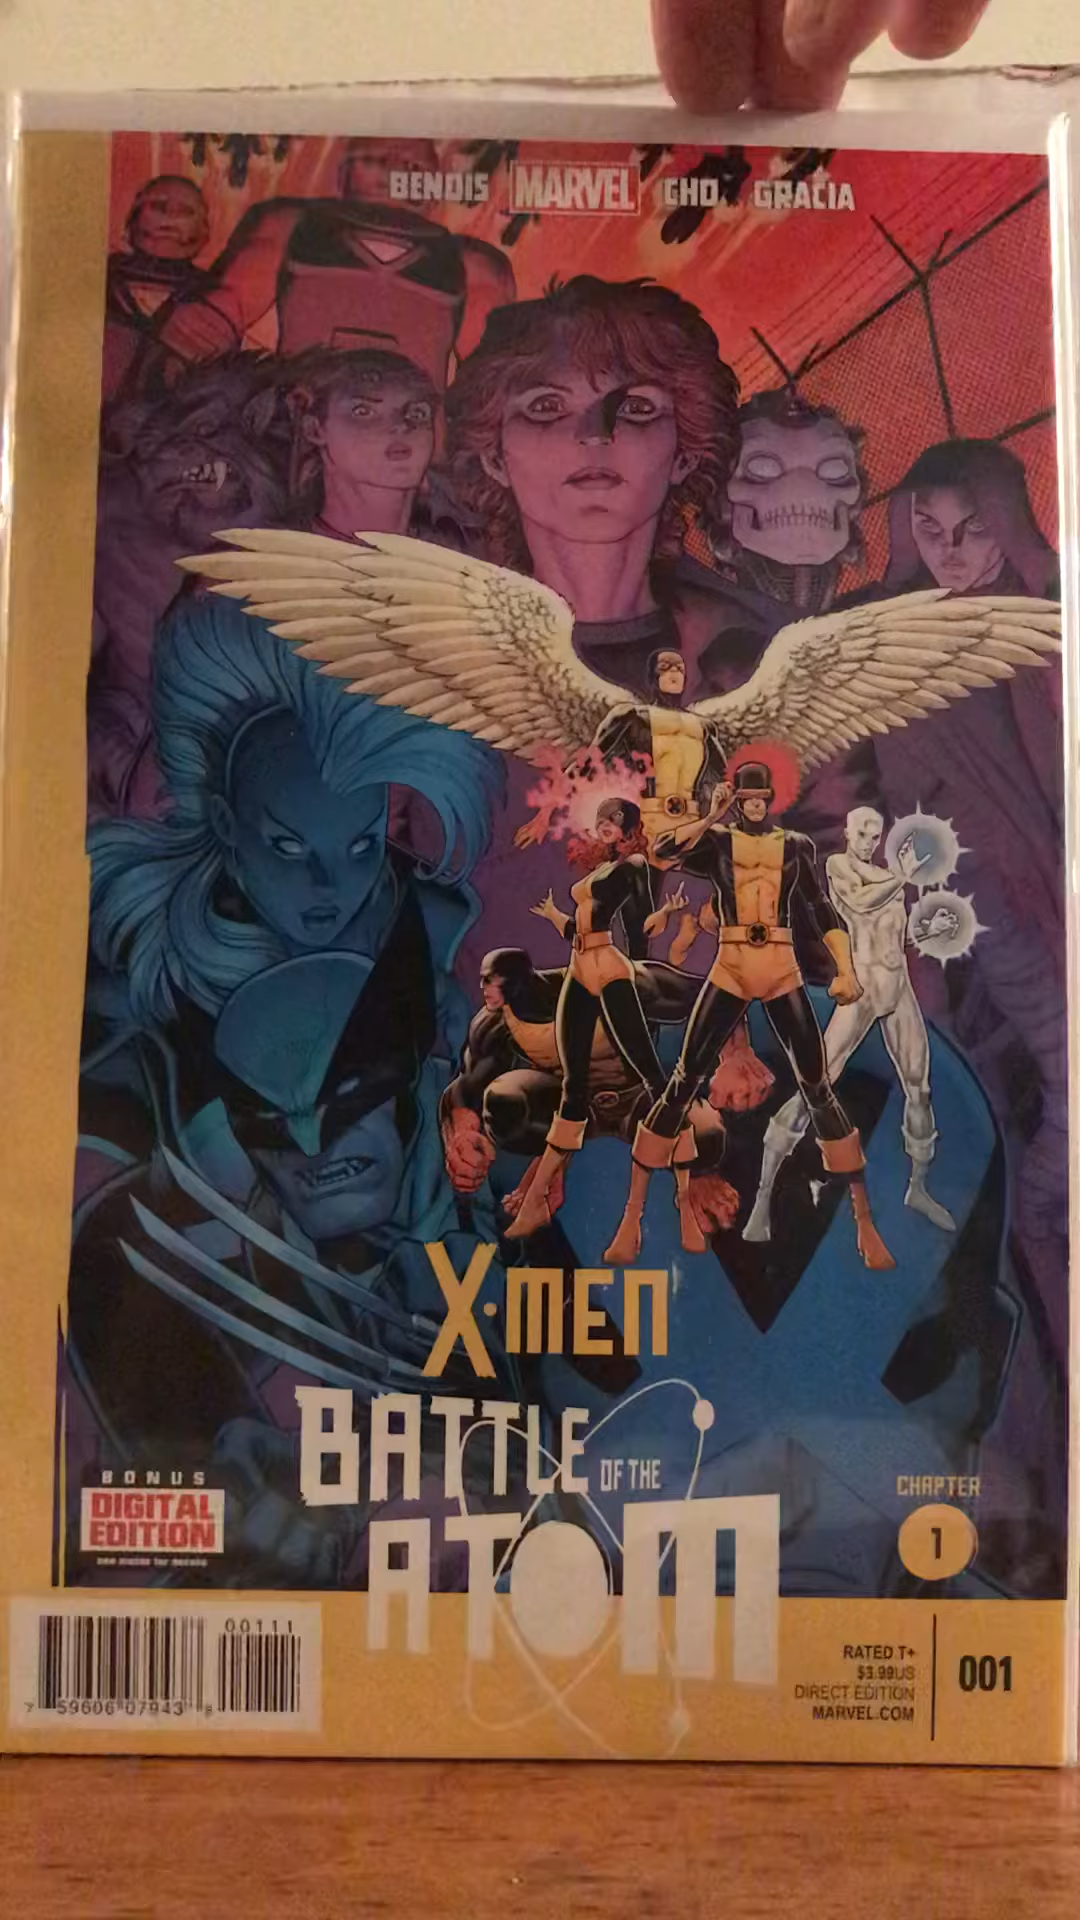 BENDIS MARVEL CHO GRACIA
X-MEN
BATTLE OF THE
ATOM
BONUS
DIGITAL
EDITION
CHAPTER
1
00111
7 59606 07943
RATED T+
$3.99US
DIRECT EDITION
MARVEL.COM
001